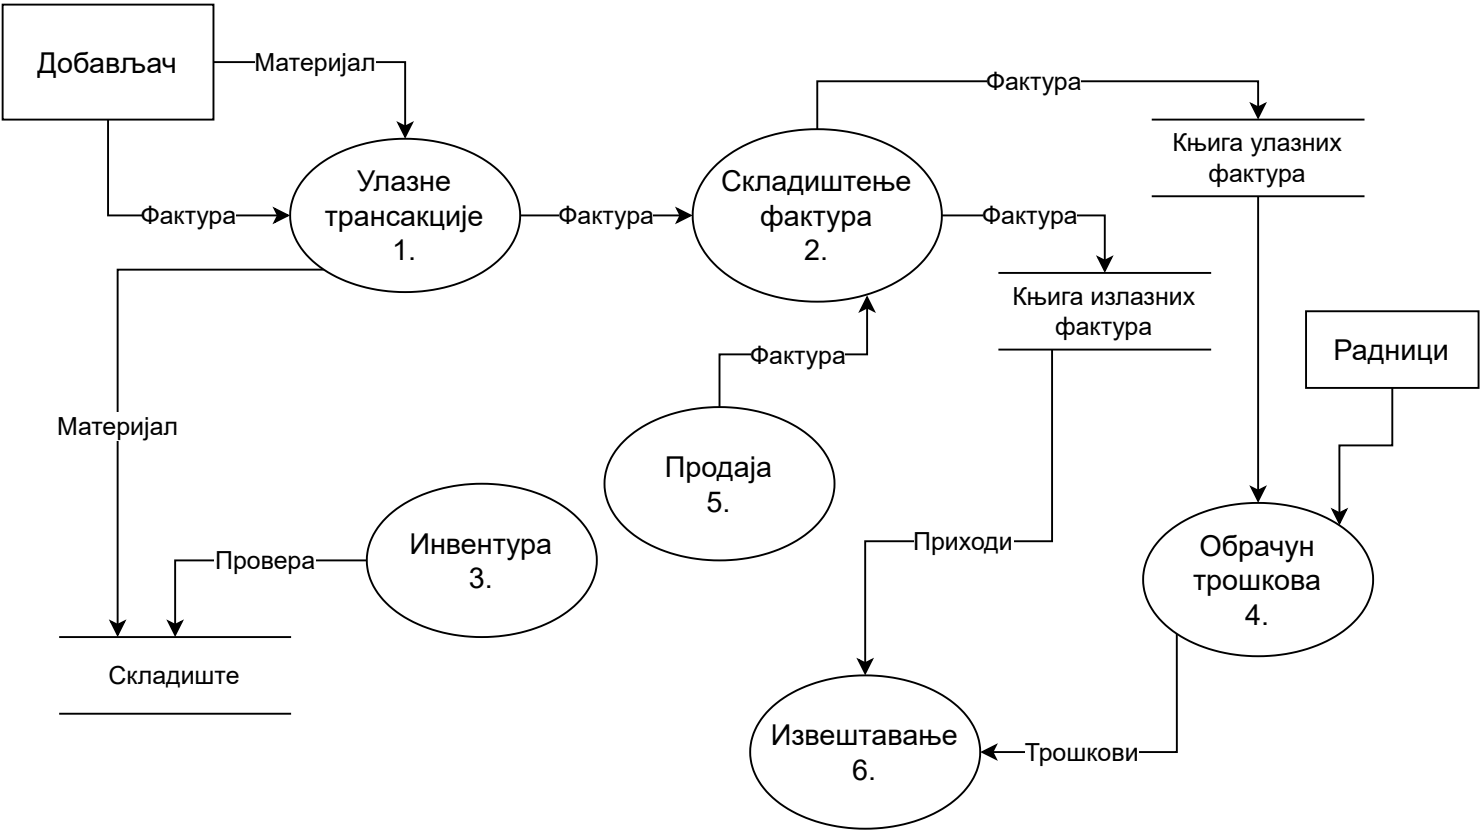 Добављач
Материјал
Фактура
Улазне
трансакције
1.
Фактура
Складиштење
фактура
2.
Фактура
Књига улазних
фактура
Фактура
Књига излазних
фактура
Радници
Фактура
Материјал
Продаја
5.
Провера
Инвентура
3.
Приходи
Обрачун
трошкова
4.
Складиште
Извештавање
6.
Трошкови